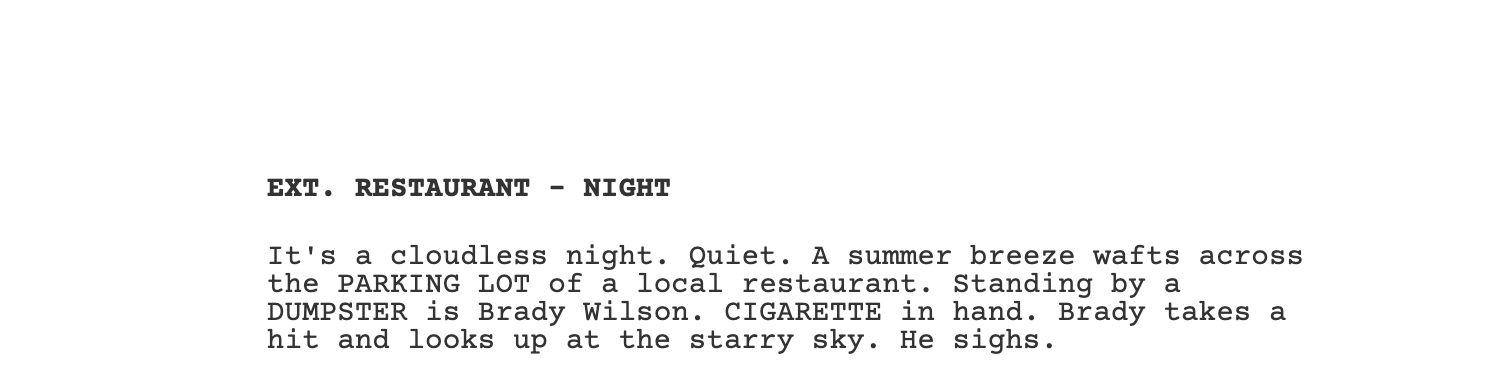 EXT. RESTAURANT - NIGHT
It's a cloudless night. Quiet. A summer breeze wafts across
the PARKING LOT of a local restaurant. Standing by a
DUMPSTER is Brady Wilson. CIGARETTE in hand. Brady takes a
hit and looks up at the starry sky. He sighs.